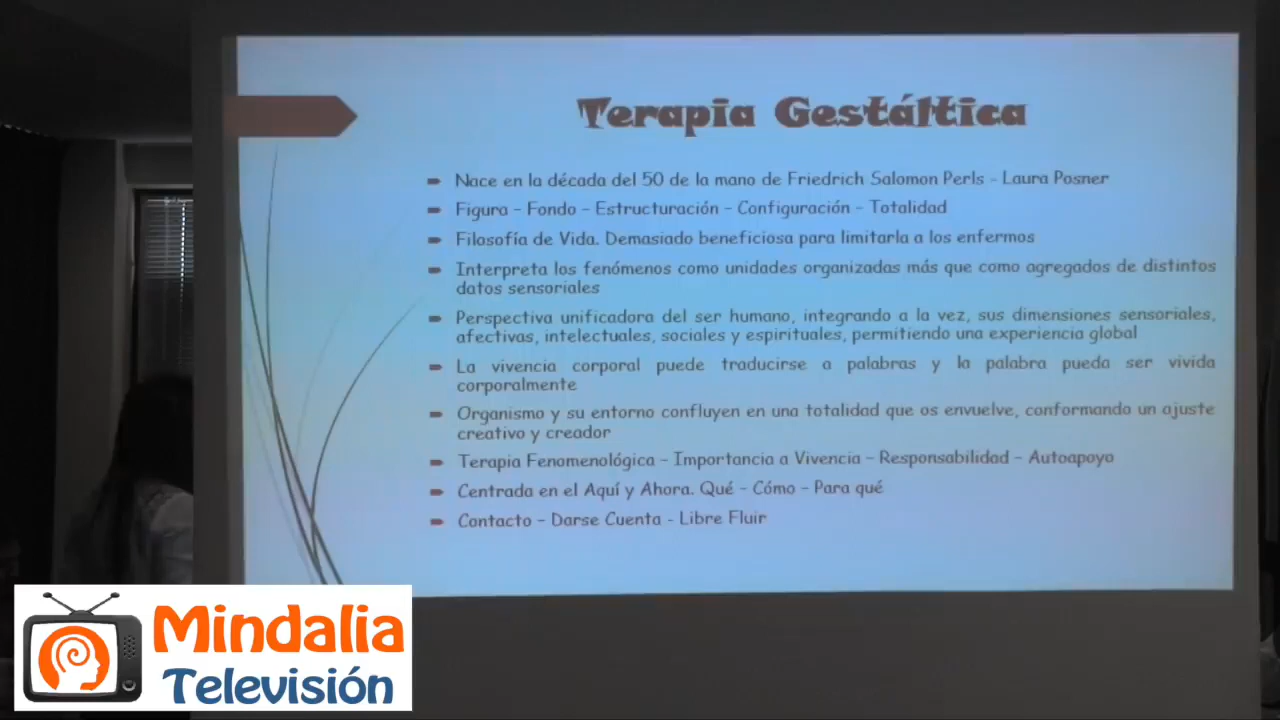 Terapia Gestáltica
Nace en la década del 50 de la mano de Friedrich Salomon Perls - Laura Posner
Figura – Fondo – Estructuración – Configuración – Totalidad
Filosofía de Vida. Demasiado beneficiosa para limitarla a los enfermos
Interpreta los fenómenos como unidades organizadas más que como agregados de distintos
datos sensoriales
Perspectiva unificadora del ser humano, integrando a la vez, sus dimensiones sensoriales,
afectivas, intelectuales, sociales y espirituales, permitiendo una experiencia global
La vivencia corporal puede traducirse a palabras y la palabra pueda ser vivida
corporalmente
Organismo y su entorno confluyen en una totalidad que os envuelve, conformando un ajuste
creativo y creador
Terapia Fenomenológica – Importancia a Vivencia – Responsabilidad – Autoapoyo
Centrada en el Aquí y Ahora. Qué – Cómo – Para qué
Contacto – Darse Cuenta - Libre Fluir
Mindalia
Televisión